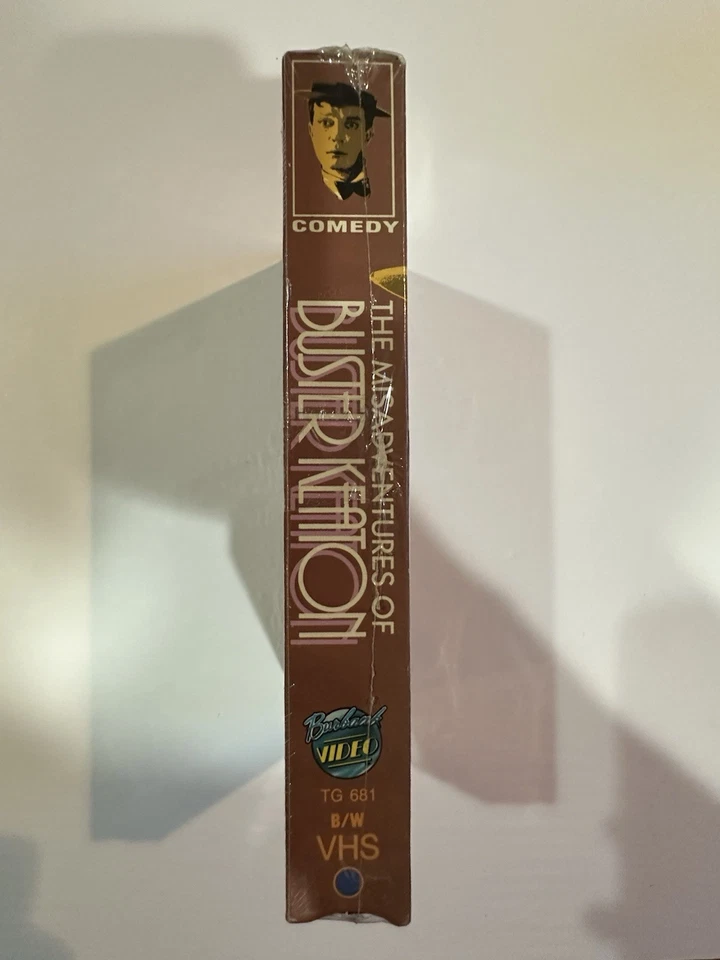 COMEDY
THE MISADVENTURES OF
BUSTER KEATON
Burbank
VIDEO
TG 681
B/W
VHS